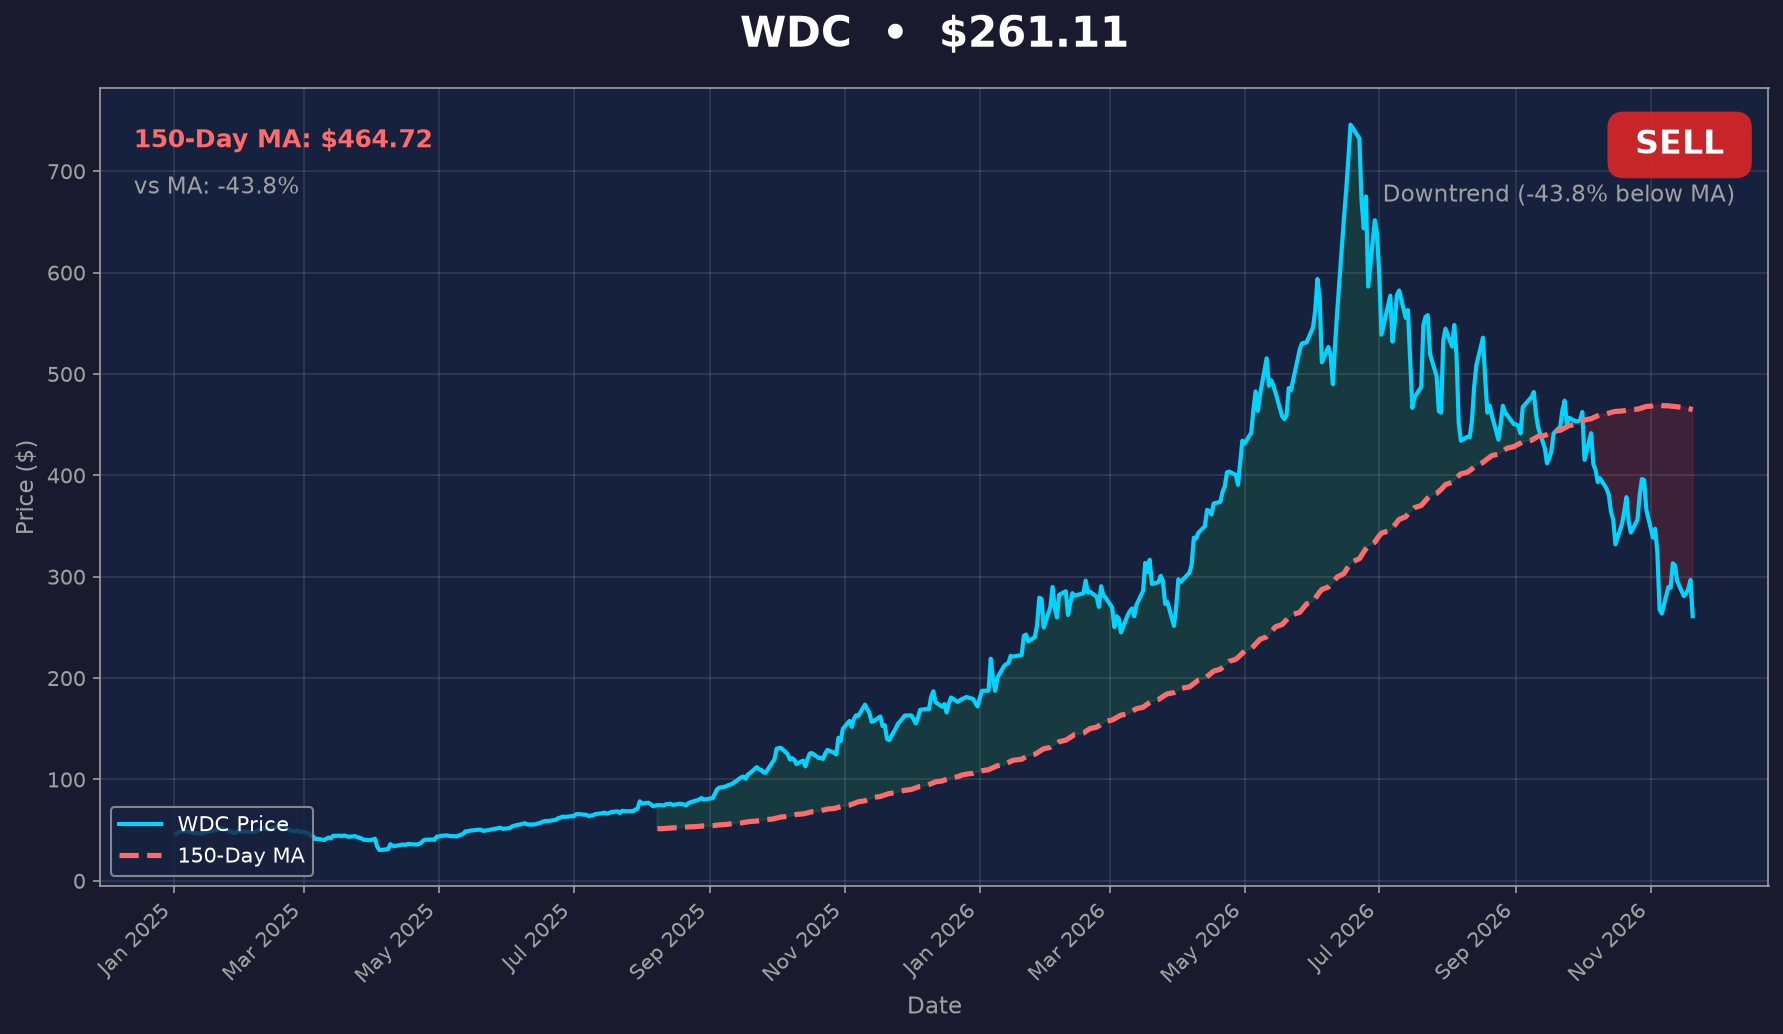 WDC • $261.11
150-Day MA: $464.72
vs MA: -43.8%
SELL
Downtrend (-43.8% below MA)
Price ($)
700
600
500
400
300
200
100
0
WDC Price
150-Day MA
Jan 2025
Mar 2025
May 2025
Jul 2025
Sep 2025
Nov 2025
Jan 2026
Mar 2026
May 2026
Jul 2026
Sep 2026
Nov 2026
Date